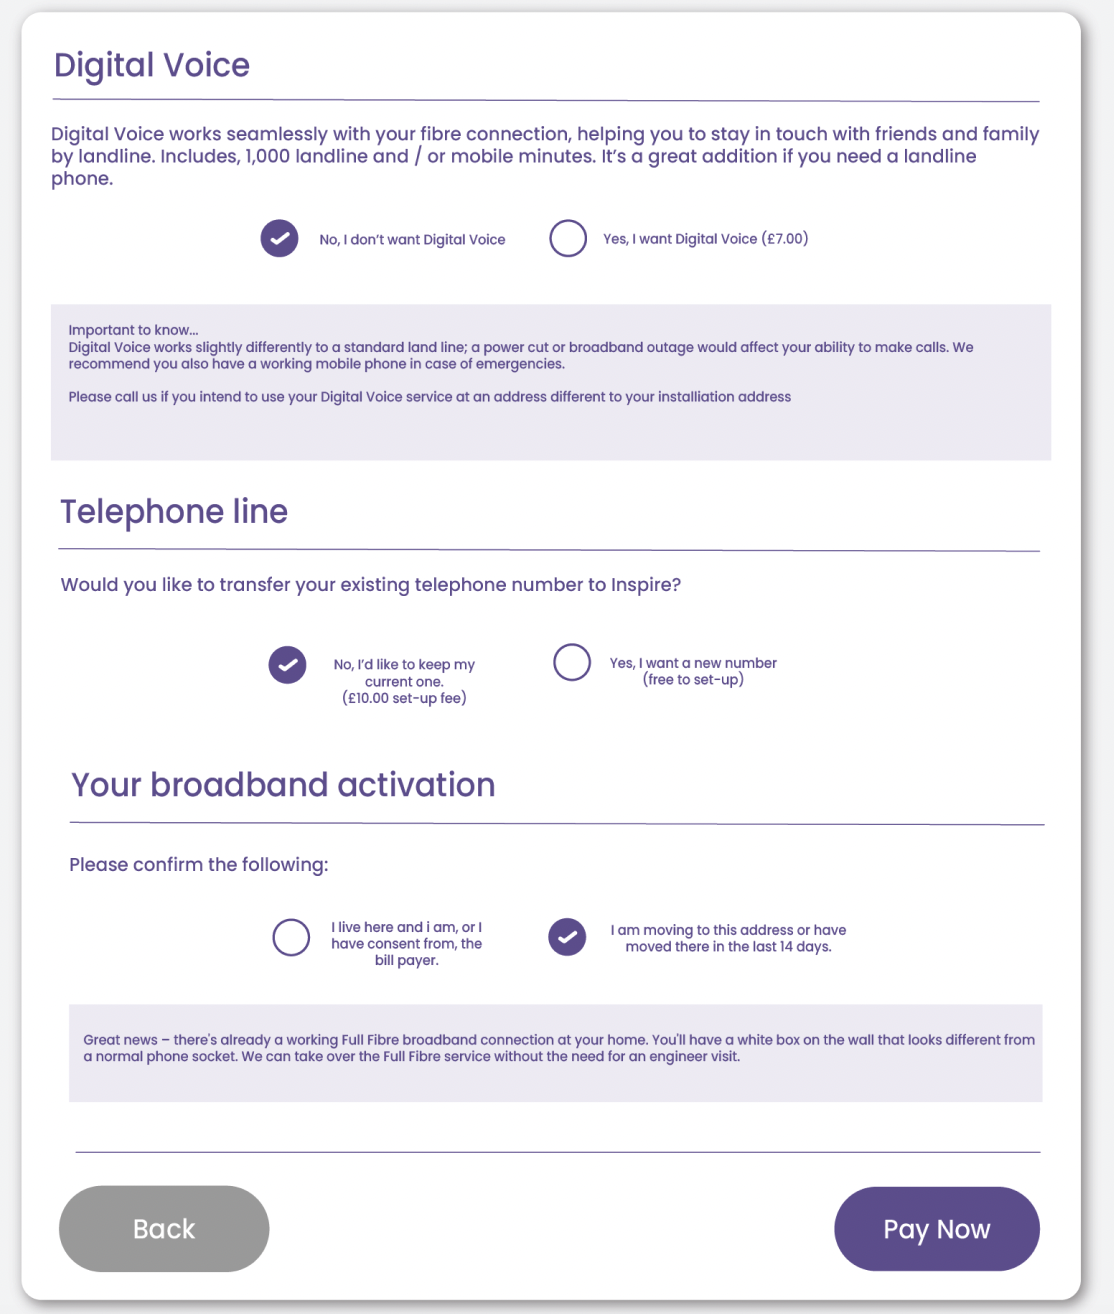 Digital Voice
Digital Voice works seamlessly with your fibre connection, helping you to stay in touch with friends and family
by landline. Includes, 1,000 landline and / or mobile minutes. It’s a great addition if you need a landline
phone.
No, I don’t want Digital Voice
Yes, I want Digital Voice (£7.00)
Important to know...
Digital Voice works slightly differently to a standard land line; a power cut or broadband outage would affect your ability to make calls. We
recommend you also have a working mobile phone in case of emergencies.
Please call us if you intend to use your Digital Voice service at an address different to your installiation address
Telephone line
Would you like to transfer your existing telephone number to Inspire?
No, I’d like to keep my
current one.
(£10.00 set-up fee)
Yes, I want a new number
(free to set-up)
Your broadband activation
Please confirm the following:
I live here and i am, or I
have consent from, the
bill payer.
I am moving to this address or have
moved there in the last 14 days.
Great news – there's already a working Full Fibre broadband connection at your home. You'll have a white box on the wall that looks different from
a normal phone socket. We can take over the Full Fibre service without the need for an engineer visit.
Back
Pay Now